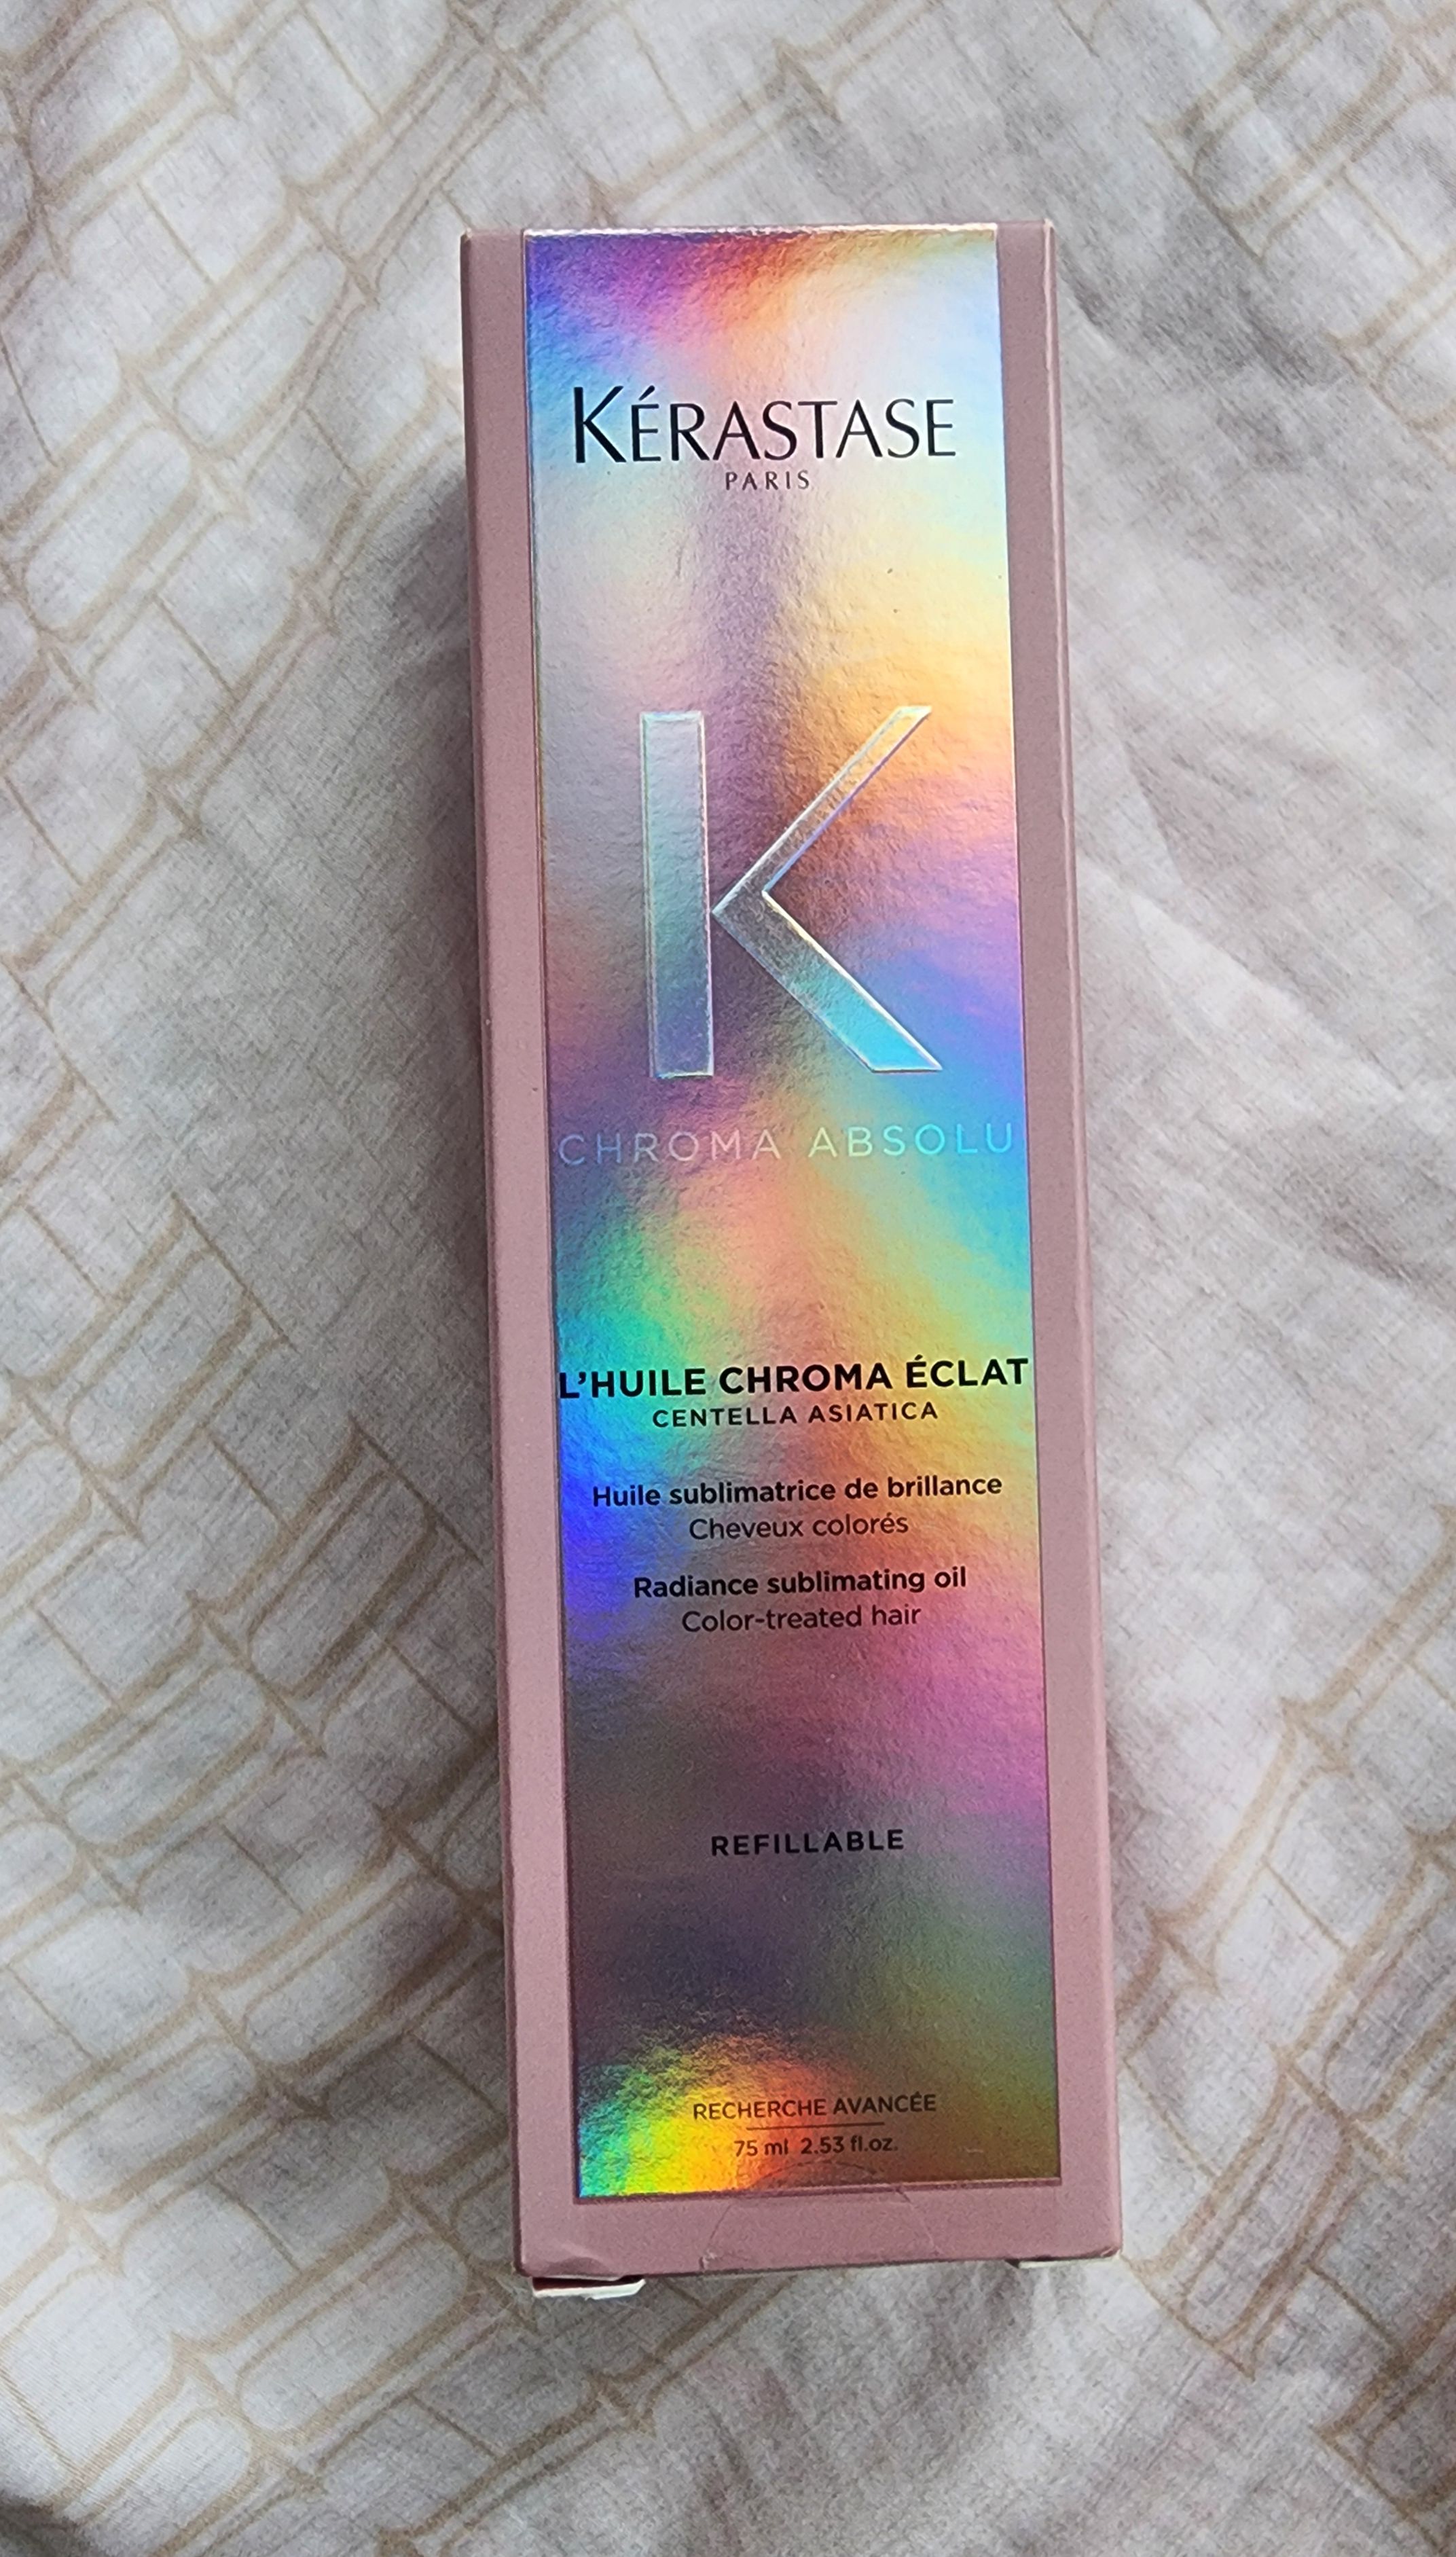 KÉRASTASE
PARIS
K
CHROMA ABSOLU
L'HUILE CHROMA ÉCLAT
CENTELLA ASIATICA
Huile sublimatrice de brillance
Cheveux colorés
Radiance sublimating oil
Color-treated hair
REFILLABLE
RECHERCHE AVANCÉE
75 ml 2.53 fl.oz.